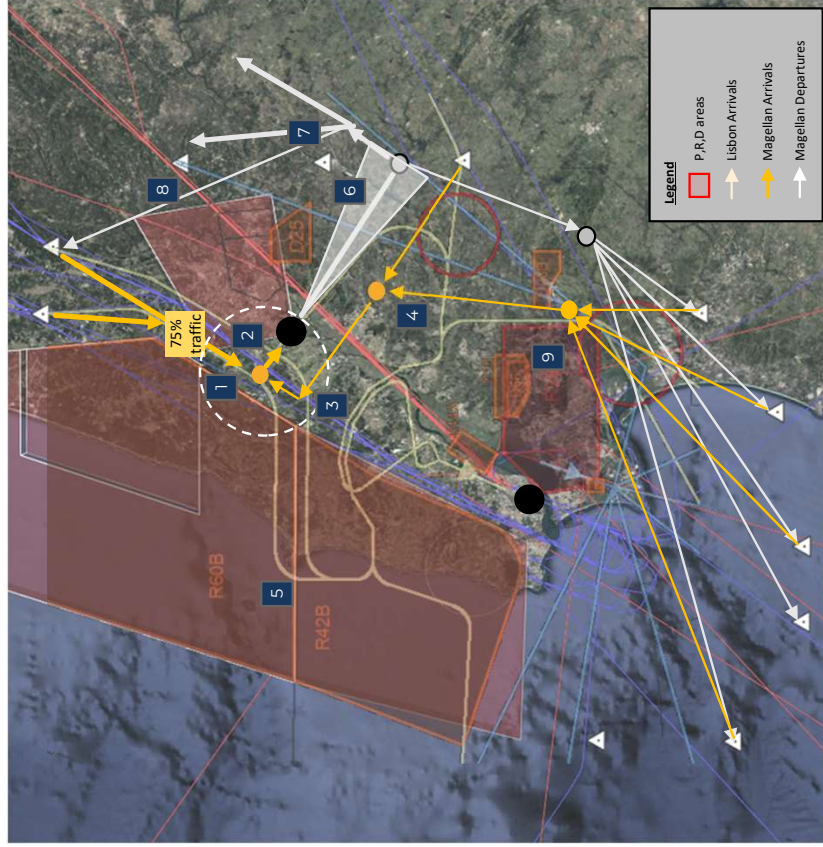 8
7
6
D25
75%
traffic
2
1
4
3
9
5
R60B
R42B
Legend
P,R,D areas
Lisbon Arrivals
Magellan Arrivals
Magellan Departures